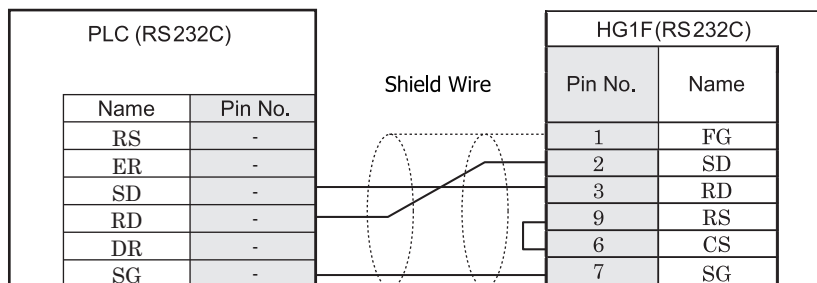 PLC (RS232C)
HG1F(RS232C)
Shield Wire
Pin No.
Name
Name
Pin No.
RS
-
1
FG
ER
-
2
SD
SD
-
3
RD
RD
-
9
RS
DR
-
6
CS
SG
-
7
SG